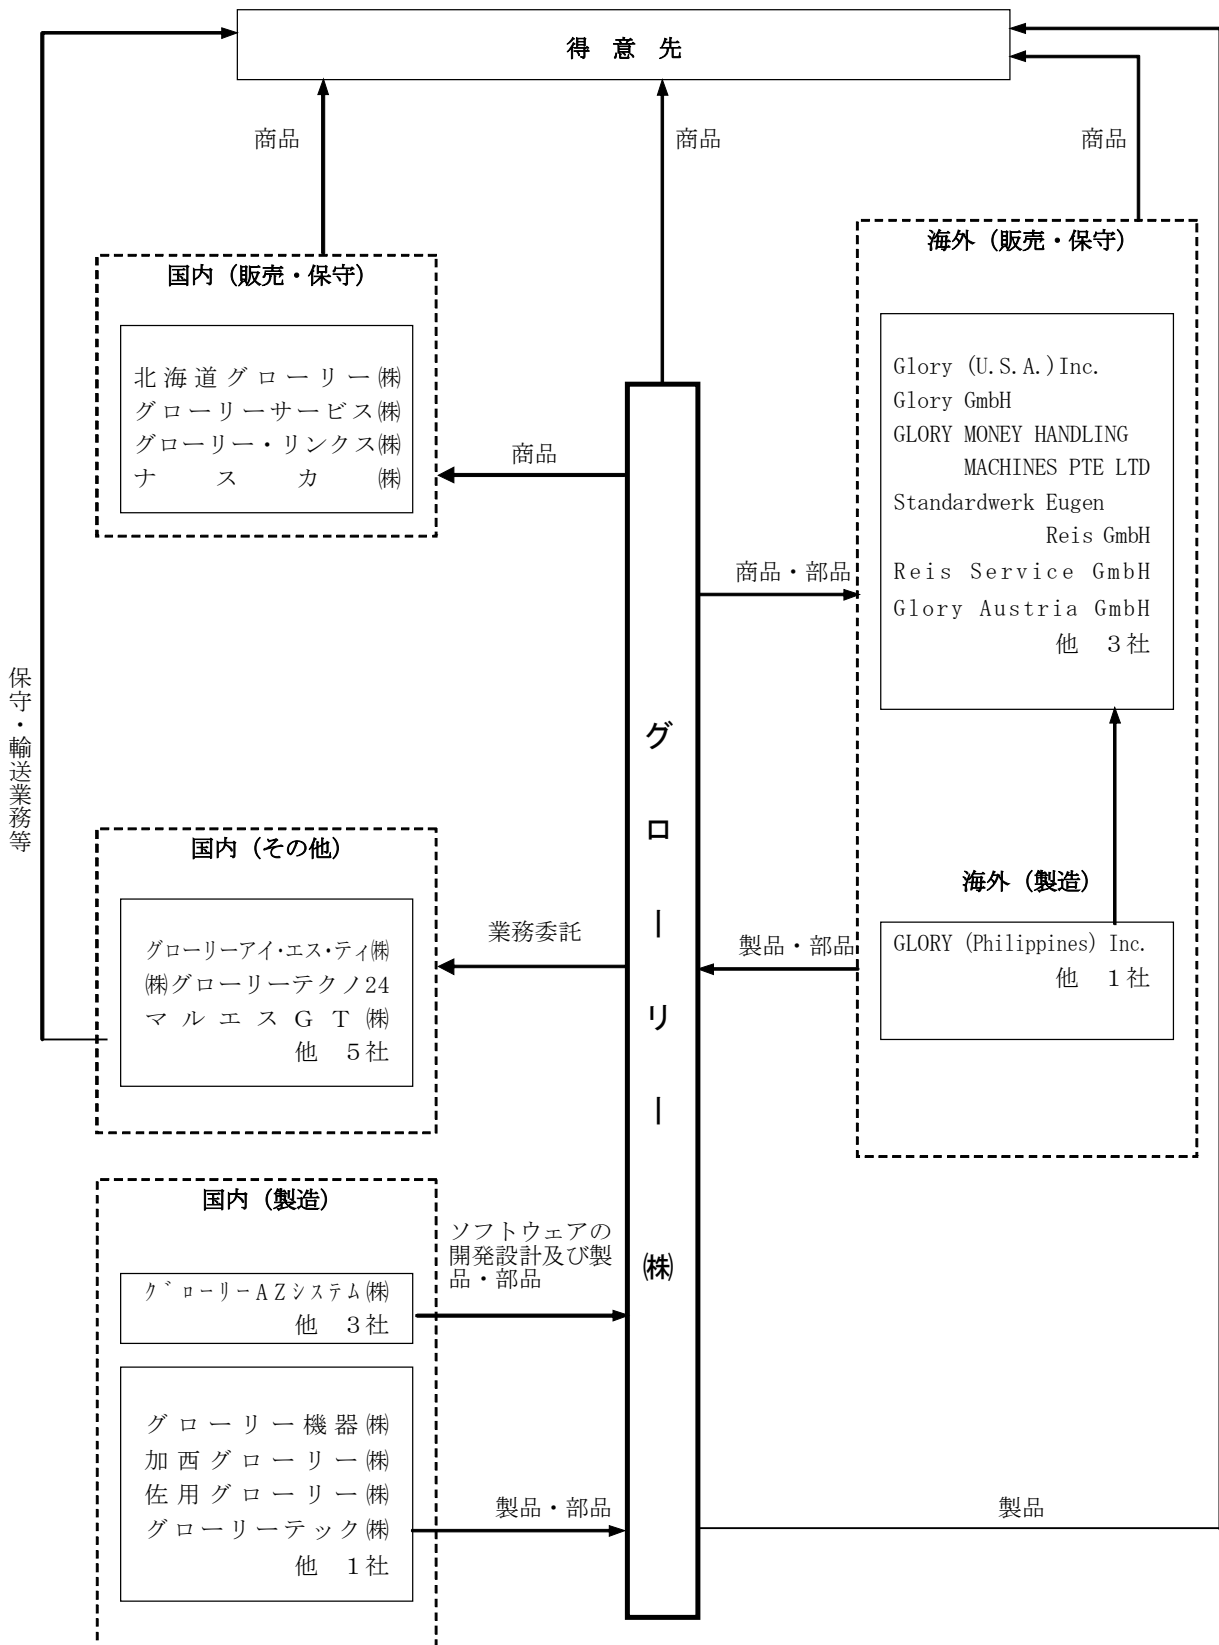 得意先
商品
商品
商品
国内（販売・保守）
北海道グローリー㈱
グローリーサービス㈱
グローリー・リンクス㈱
ナスカ㈱
海外（販売・保守）
Glory (U.S.A.)Inc.
Glory GmbH
GLORY MONEY HANDLING
MACHINES PTE LTD
Standardwerk Eugen
Reis GmbH
Reis Service GmbH
Glory Austria GmbH
他 3社
商品
商品・部品
保守・輸送業務等
グローリー㈱
国内（その他）
グローリーアイ・エス・ティ㈱
㈱グローリーテクノ24
マルエスGT㈱
他 5社
業務委託
製品・部品
海外（製造）
GLORY (Philippines) Inc.
他 1社
国内（製造）
グローリーAZシステム㈱
他 3社
ソフトウェアの
開発設計及び製
品・部品
グローリー機器㈱
加西グローリー㈱
佐用グローリー㈱
グローリーテック㈱
他 1社
製品・部品
製品